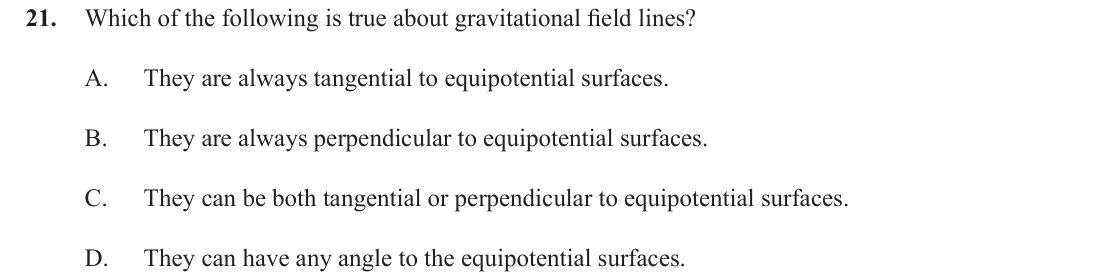 21. Which of the following is true about gravitational field lines?
A. They are always tangential to equipotential surfaces.
B. They are always perpendicular to equipotential surfaces.
C. They can be both tangential or perpendicular to equipotential surfaces.
D. They can have any angle to the equipotential surfaces.